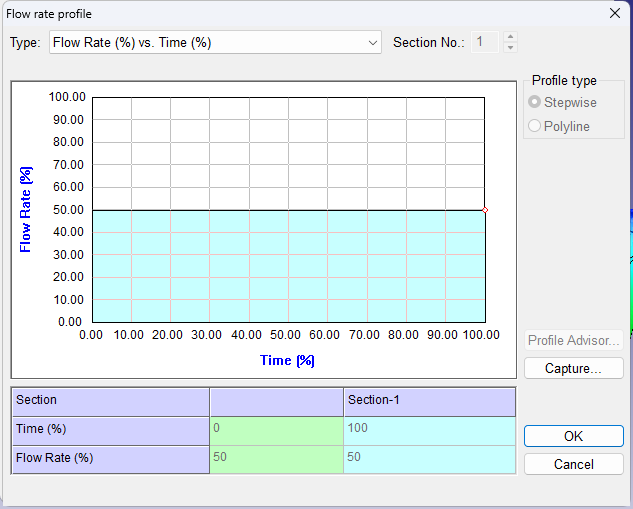 Flow rate profile
Type: Flow Rate (%) vs. Time (%) Section No.: 1
Profile type
Stepwise
Polyline
100.00
90.00
80.00
70.00
60.00
50.00
40.00
30.00
20.00
10.00
0.00
Flow Rate (%)
0.00 10.00 20.00 30.00 40.00 50.00 60.00 70.00 80.00 90.00 100.00
Time (%)
Profile Advisor...
Capture...
Section Section-1
Time (%) 0 100
Flow Rate (%) 50 50
OK
Cancel